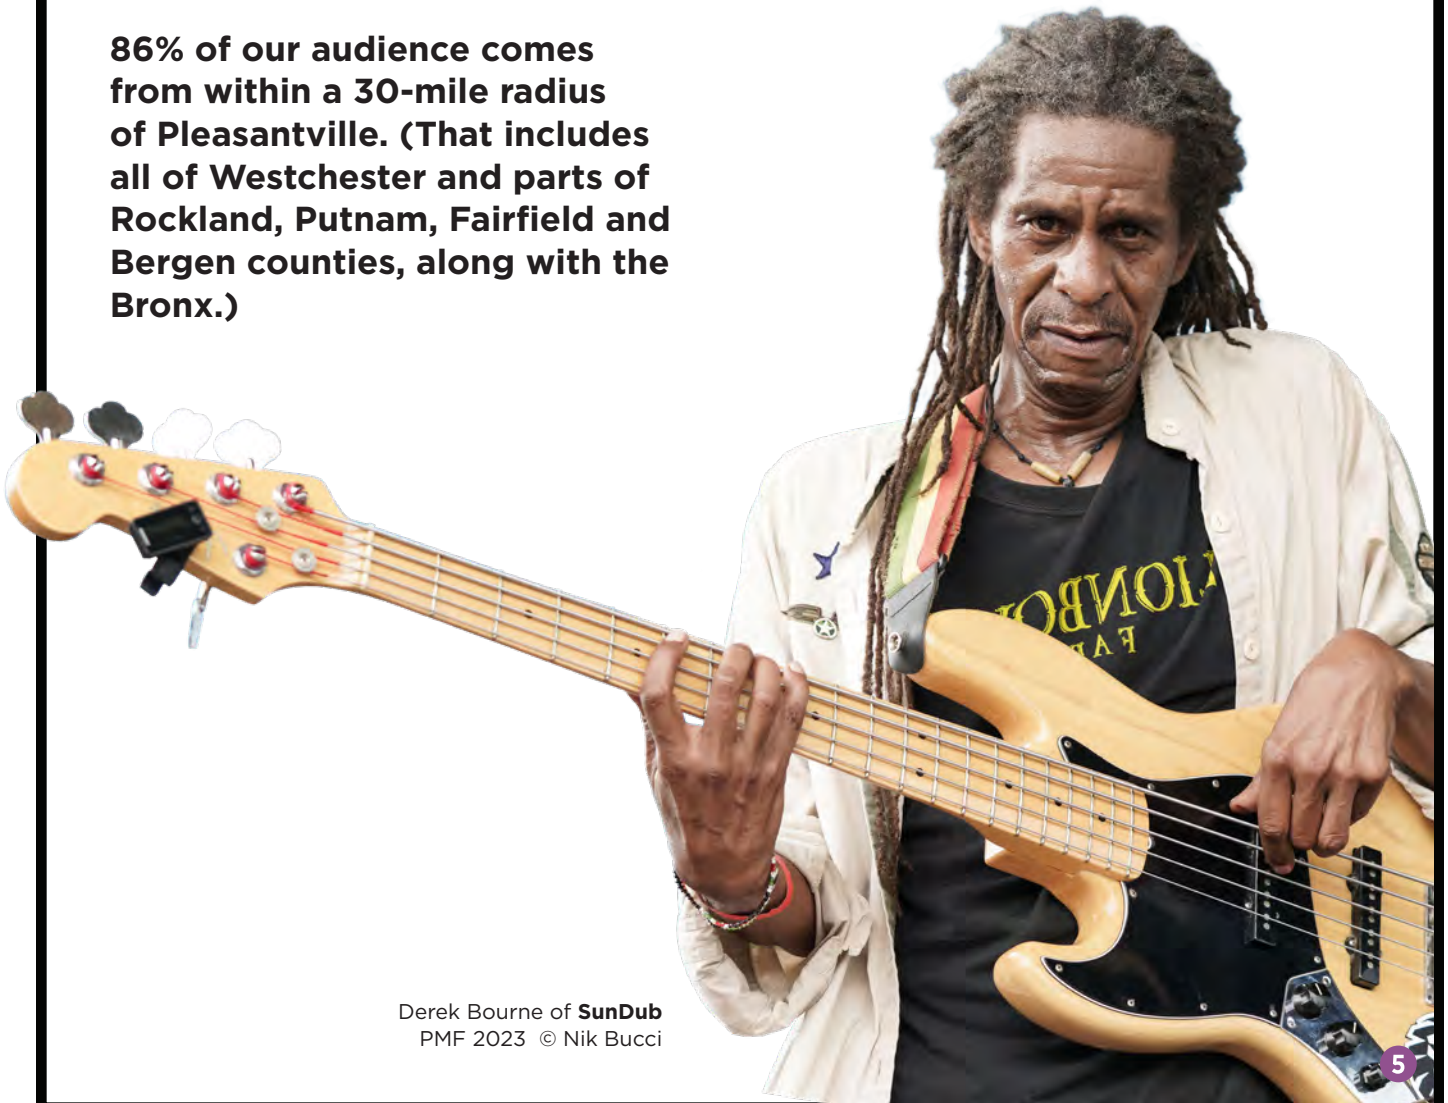 86% of our audience comes
from within a 30-mile radius
of Pleasantville. (That includes
all of Westchester and parts of
Rockland, Putnam, Fairfield and
Bergen counties, along with the
Bronx.)
Derek Bourne of SunDub
PMF 2023 © Nik Bucci
5